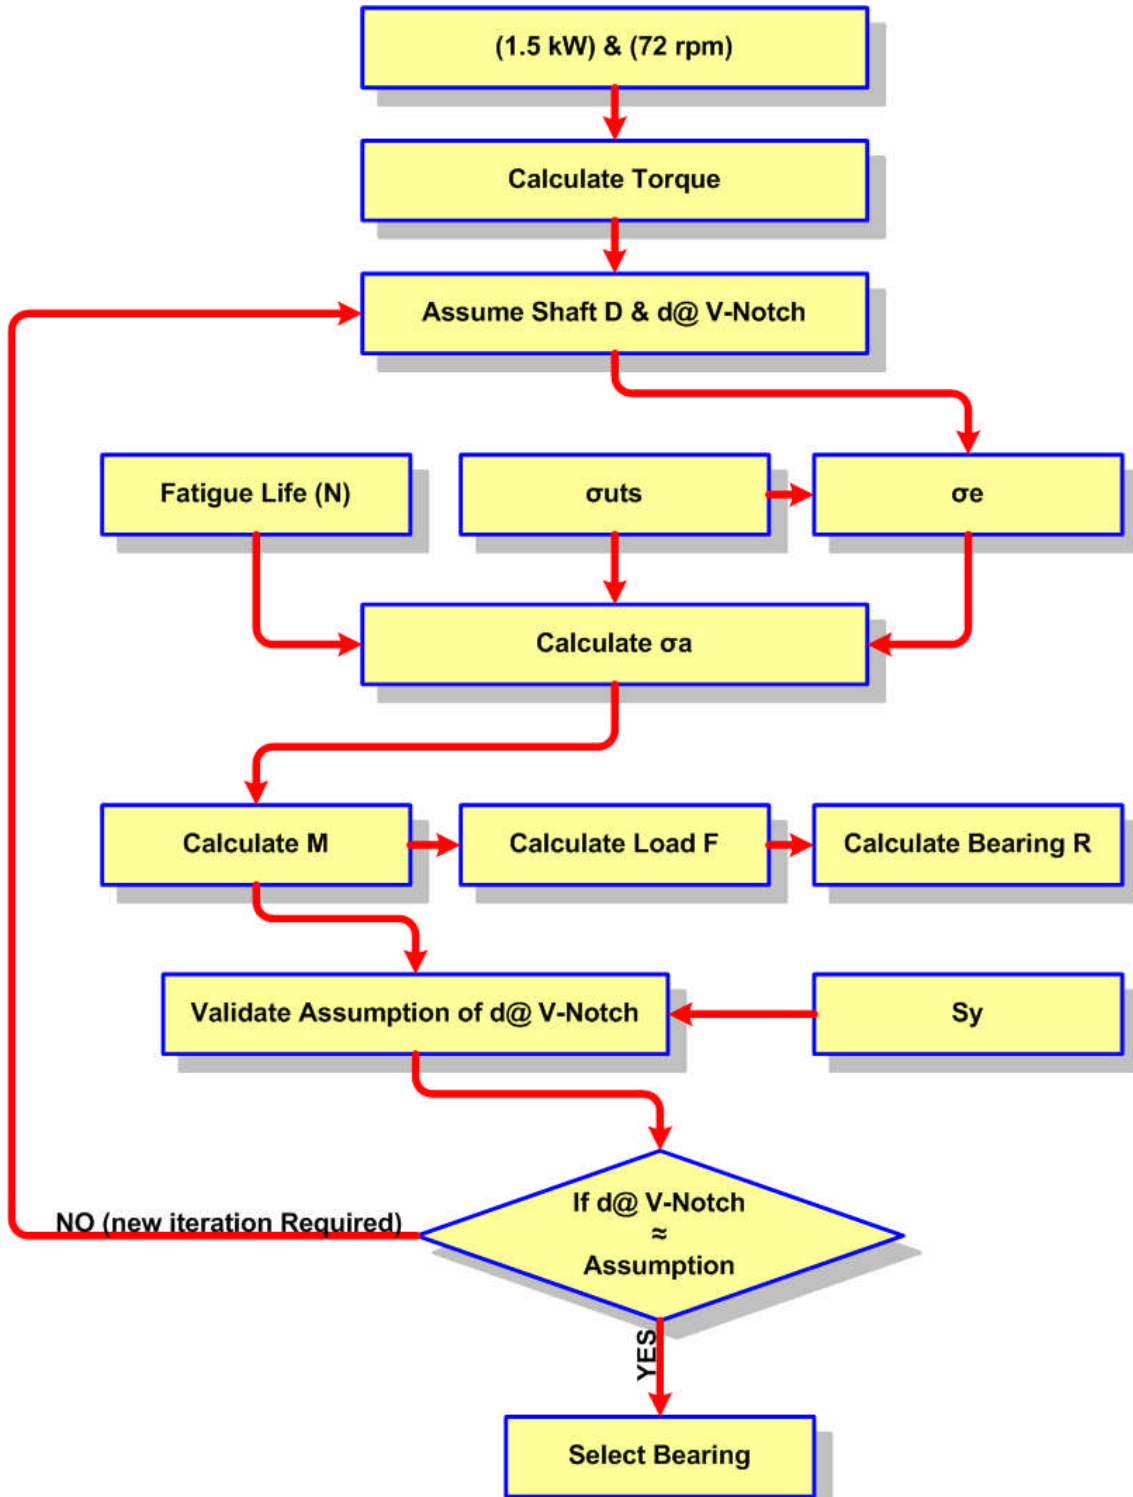 (1.5 kW) & (72 rpm)
Calculate Torque
Assume Shaft D & d@ V-Notch
Fatigue Life (N)
σuts
σe
Calculate σa
Calculate M
Calculate Load F
Calculate Bearing R
Validate Assumption of d@ V-Notch
Sy
If d@ V-Notch
≈
Assumption
NO (new iteration Required)
YES
Select Bearing